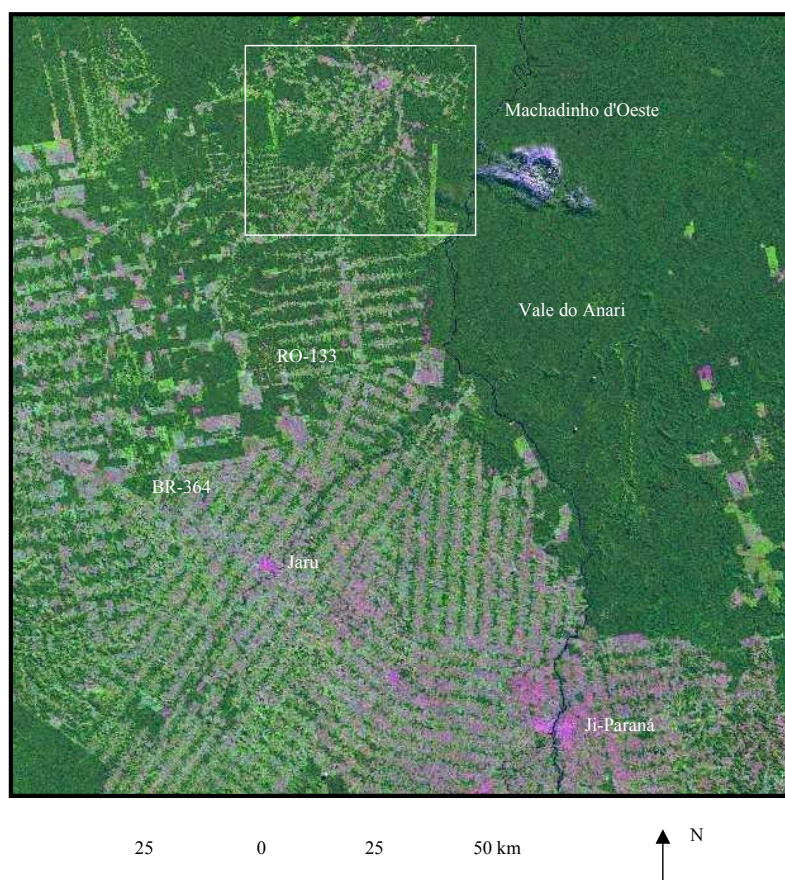 Machadinho d'Oeste
Vale do Anari
RO-133
BR-364
Jaru
Ji-Paraná
25 0 25 50 km
N